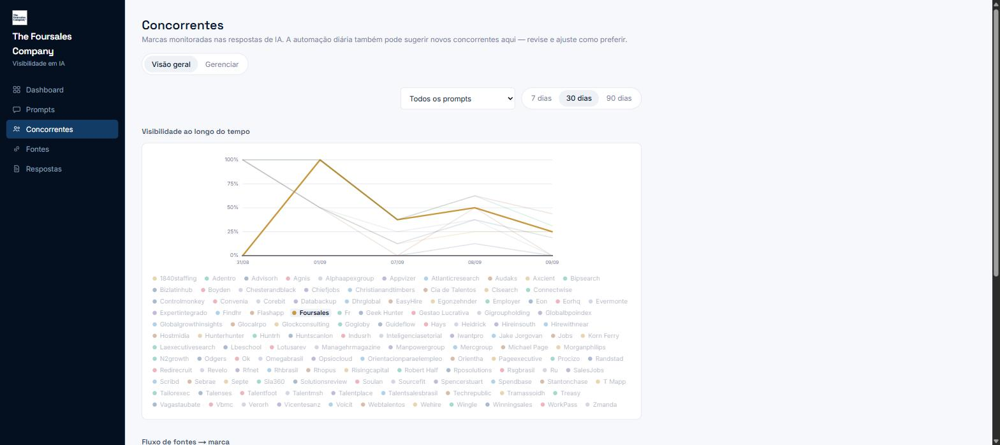 The Foursales Company
The Foursales
Company
Visibilidade em IA
Dashboard
Prompts
Concorrentes
Fontes
Respostas
Concorrentes
Marcas monitoradas nas respostas de IA. A automação diária também pode sugerir novos concorrentes aqui — revise e ajuste como preferir.
Visão geral Gerenciar
Todos os prompts 7 dias 30 dias 90 dias
Visibilidade ao longo do tempo
100%
75%
50%
25%
0%
31/08 01/09 07/09 08/09 09/09
1840staffing Adentro Advisorh Agnis Alphaapexgroup Appvizer Atlanticresearch Audaks Axcient Bipsearch
Bizlatinhub Boyden Chesterandblack Chiefjobs Christianandtimbers Cia de Talentos Clsearch Connectwise
Controlmonkey Convenia Corebit Databackup Dhrglobal EasyHire Egonzehnder Employer Eon Eorhq Evermonte
Expertintegrado Findhr Flashapp Foursales Fr Geek Hunter Gestao Lucrativa Gigroupholding Globalbpoindex
Globalgrowthinsights Glocalrpo Glockconsulting Gogloby Guideflow Hays Heidrick Hireinsouth Hirewithnear
Hostmidia Hunterhunter Huntrh Huntscanlon Indusrh Inteligenciasetorial Iwantpro Jake Jorgovan Jobs Korn Ferry
Laexecutivesearch Lbeschool Lotusarev Managehrmagazine Manpowergroup Mercgroup Michael Page Morganphilips
N2growth Odgers Ok Omegabrasil Opsiocloud Orientacionparaelempleo Orientha Pageexecutive Procizo Randstad
Redirecruit Revelo Rfnet Rhbrasil Rhopus Risingcapital Robert Half Rposolutions Rsgbrasil Ru SalesJobs
Scribd Sebrae Septe Sla360 Solutionsreview Soulan Sourcefit Spencerstuart Spendbase Stantonchase T Mapp
Tailorexec Talenses Talentfoot Talentmsh Talentplace Talentsalesbrasil Techrepublic Tramassoidh Treasy
Vagastaubate Vbmc Verorh Vicentesanz Voicit Webtalentos Wehire Wingle Winningsales WorkPass Zmanda
Fluxo de fontes → marca